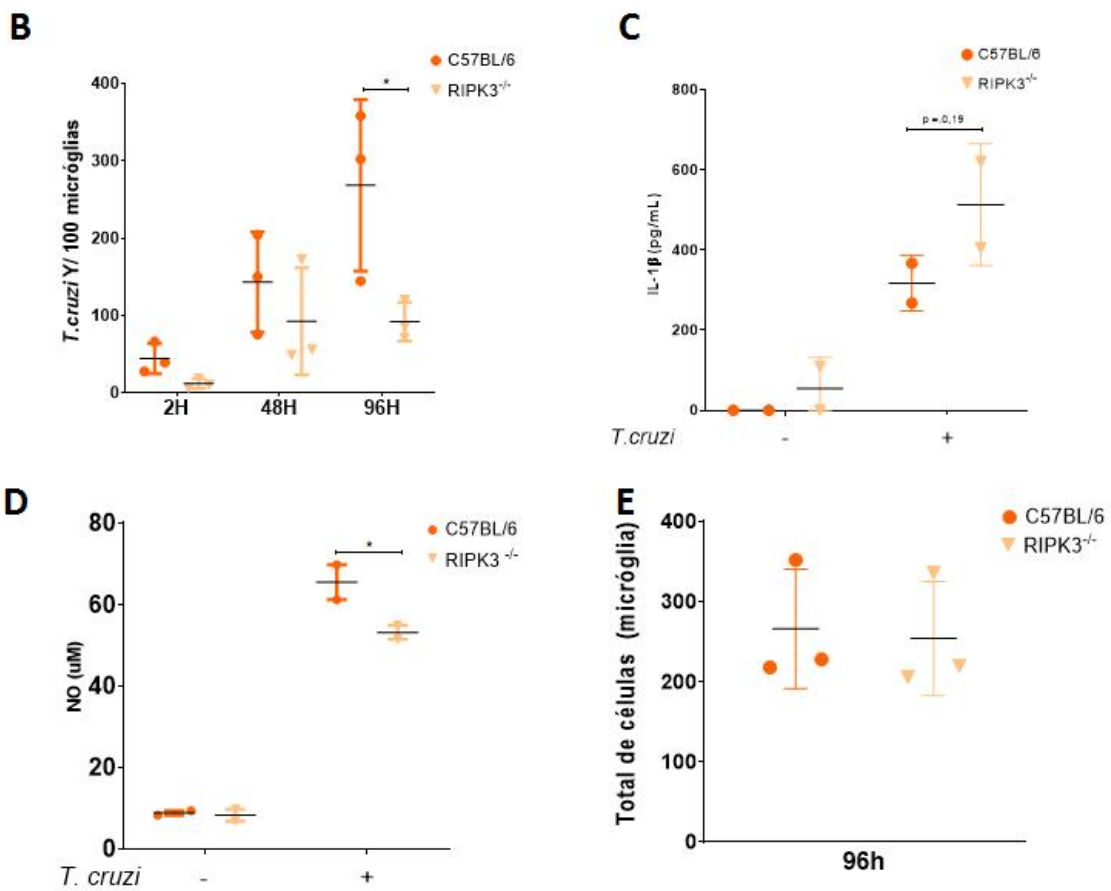 B
C57BL/6
RIPK3-/-
*
T.cruzi Y/ 100 micróglias
400
300
200
100
0
2H
48H
96H
C
C57BL/6
RIPK3-/-
p =.0,19
IL-1β (pg/mL)
800
600
400
200
0
T.cruzi
-
+
D
C57BL/6
RIPK3 -/-
*
NO (uM)
80
60
40
20
0
T. cruzi
-
+
E
C57BL/6
RIPK3-/-
Total de células (micróglia)
400
300
200
100
0
96h